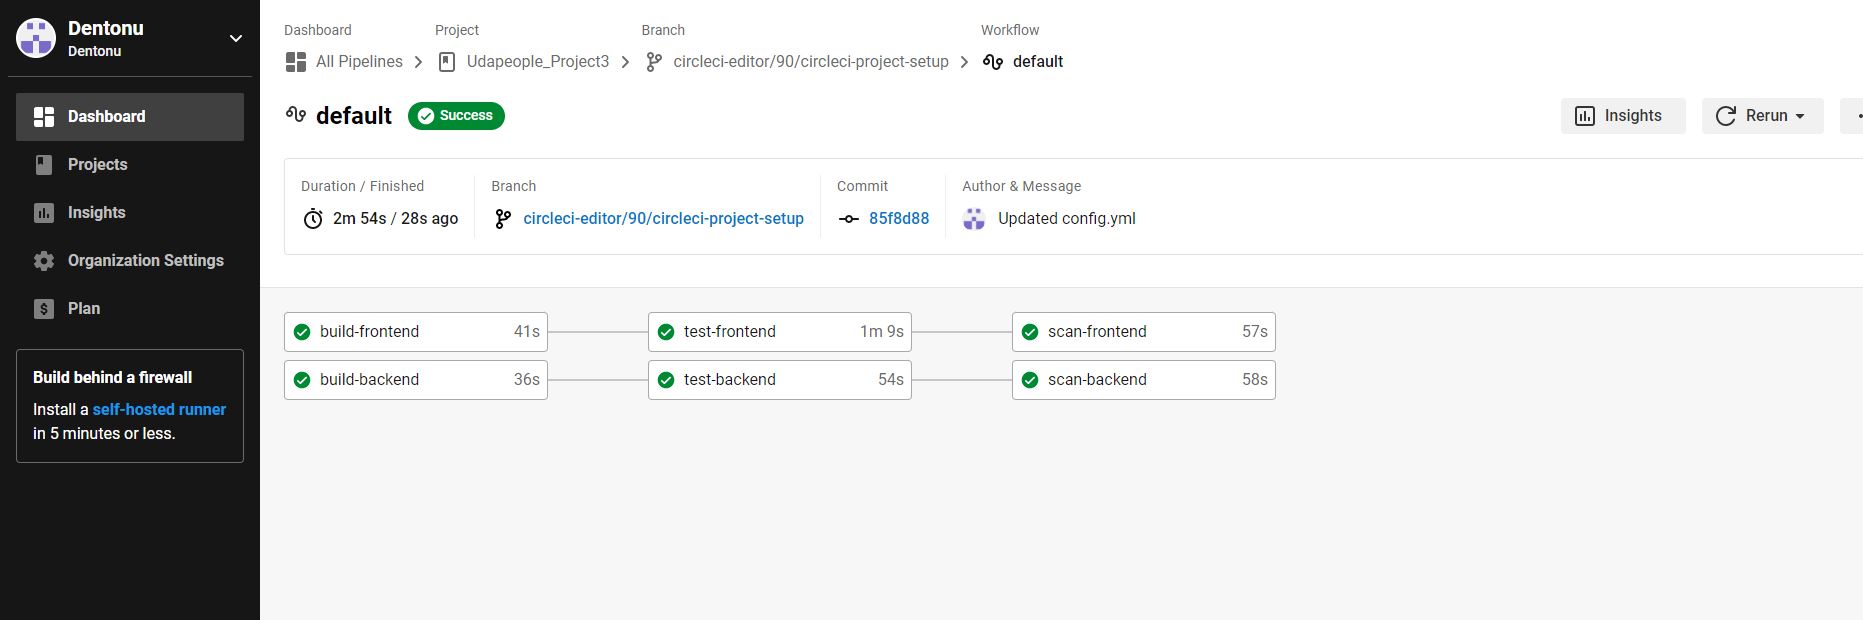 Dentonu
Dentonu
Dashboard
Projects
Insights
Organization Settings
Plan
Build behind a firewall
Install a self-hosted runner
in 5 minutes or less.
Dashboard Project Branch Workflow
All Pipelines Udapeople_Project3 circleci-editor/90/circleci-project-setup default
default Success Insights Rerun
Duration / Finished Branch Commit Author & Message
2m 54s / 28s ago circleci-editor/90/circleci-project-setup 85f8d88 Updated config.yml
build-frontend 41s test-frontend 1m 9s scan-frontend 57s
build-backend 36s test-backend 54s scan-backend 58s